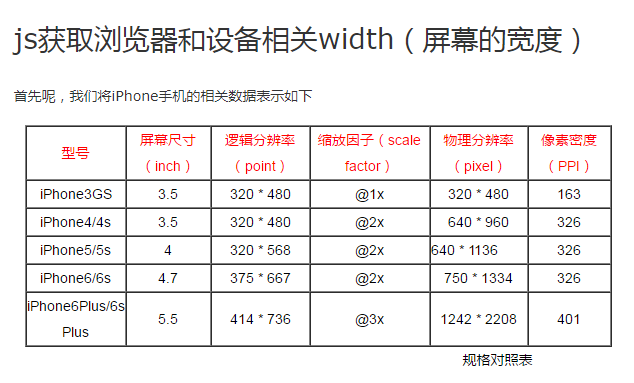 js获取浏览器和设备相关width（屏幕的宽度）
首先呢，我们将iPhone手机的相关数据表示如下
型号 屏幕尺寸（inch） 逻辑分辨率（point） 缩放因子（scale factor） 物理分辨率（pixel） 像素密度（PPI）
iPhone3GS 3.5 320 * 480 @1x 320 * 480 163
iPhone4/4s 3.5 320 * 480 @2x 640 * 960 326
iPhone5/5s 4 320 * 568 @2x 640 * 1136 326
iPhone6/6s 4.7 375 * 667 @2x 750 * 1334 326
iPhone6Plus/6s Plus 5.5 414 * 736 @3x 1242 * 2208 401
规格对照表